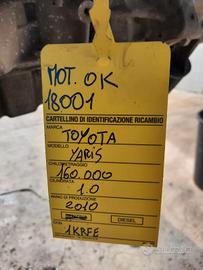 MOT. OK
18001
CARTELLINO DI IDENTIFICAZIONE RICAMBIO
MARCA
TOYOTA
MODELLO
YARIS
CHILOMETRAGGIO
160.000
CILINDRATA
1.0
ANNO DI PRODUZIONE
2010
DIESEL
1KRFE